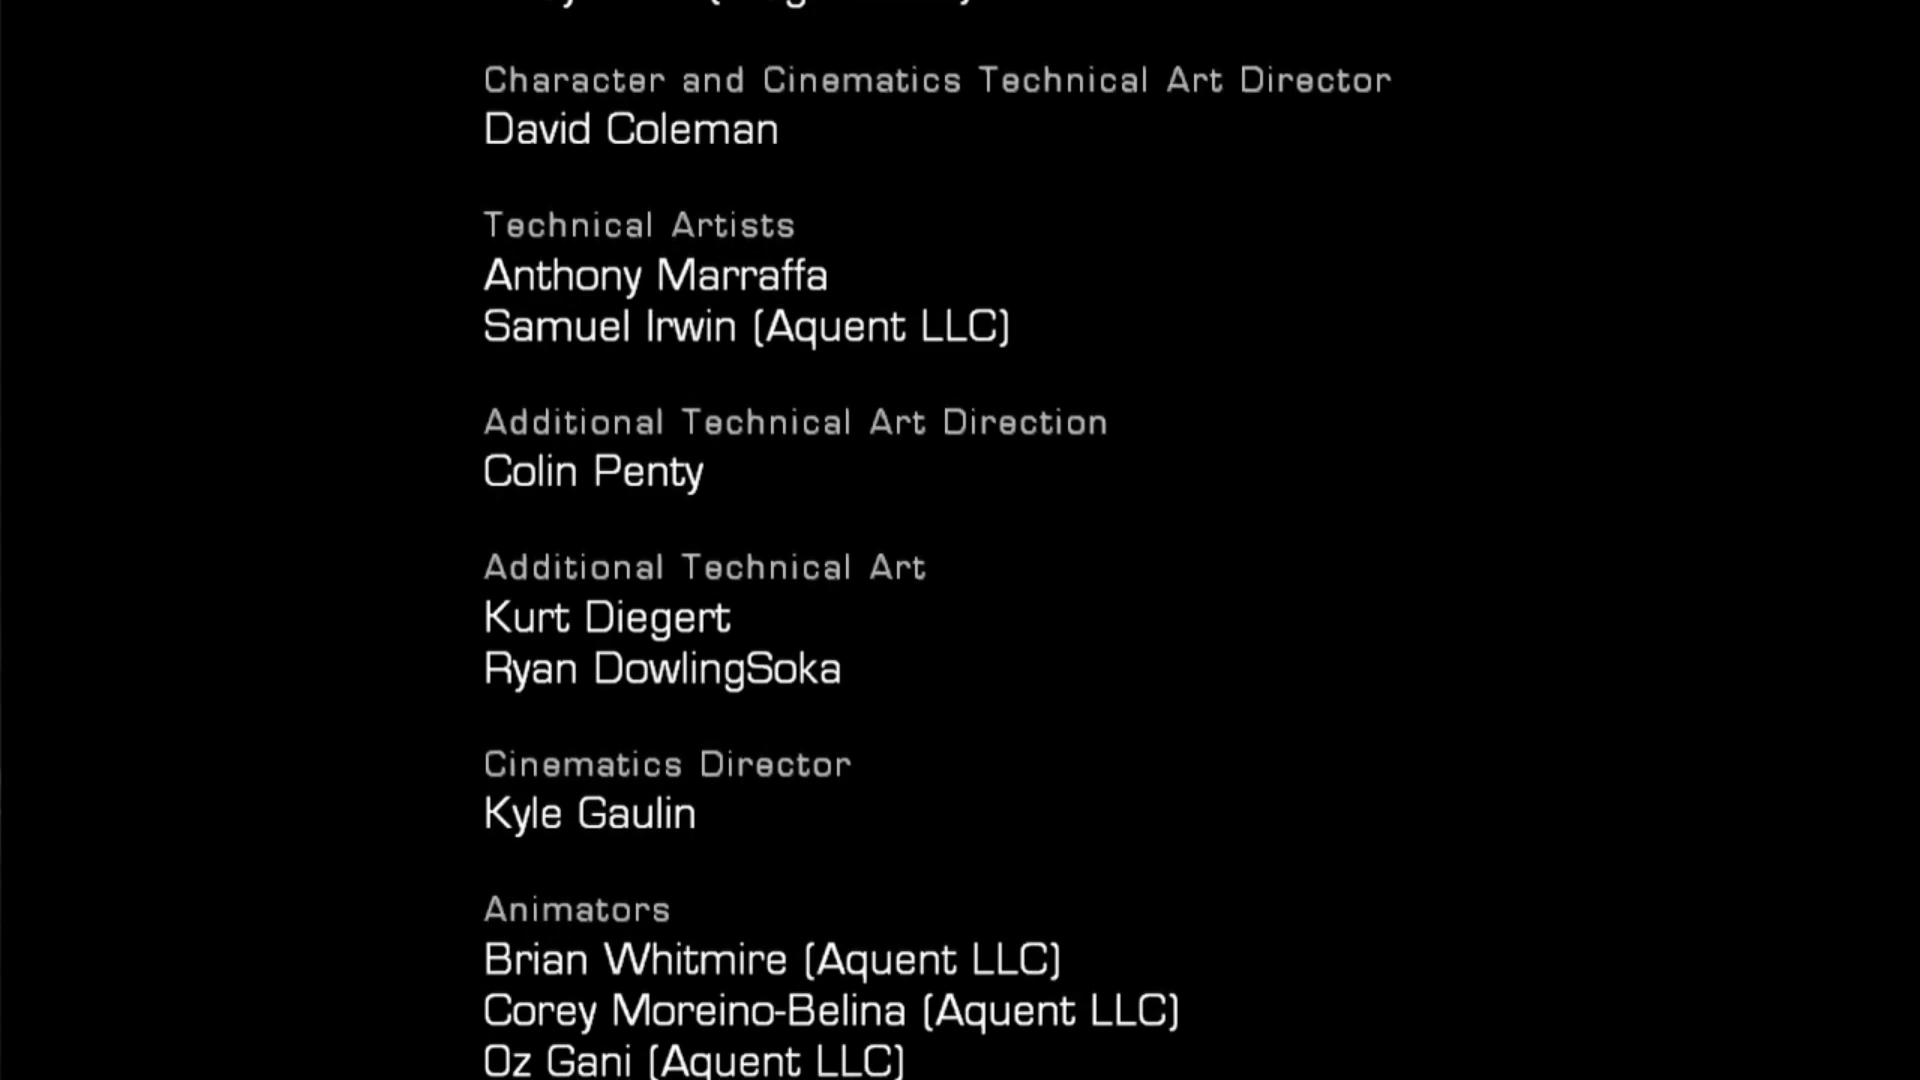 Character and Cinematics Technical Art Director
David Coleman
Technical Artists
Anthony Marraffa
Samuel Irwin (Aquent LLC)
Additional Technical Art Direction
Colin Penty
Additional Technical Art
Kurt Diegert
Ryan DowlingSoka
Cinematics Director
Kyle Gaulin
Animators
Brian Whitmire (Aquent LLC)
Corey Moreino-Belina (Aquent LLC)
Oz Gani (Aquent LLC)